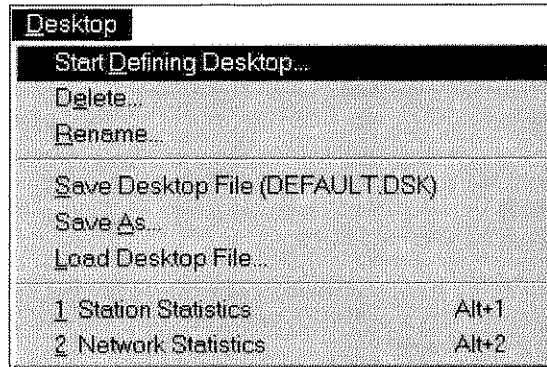 Desktop
Start Defining Desktop...
Delete...
Rename...
Save Desktop File (DEFAULT.DSK)
Save As...
Load Desktop File...
1 Station Statistics Alt+1
2 Network Statistics Alt+2